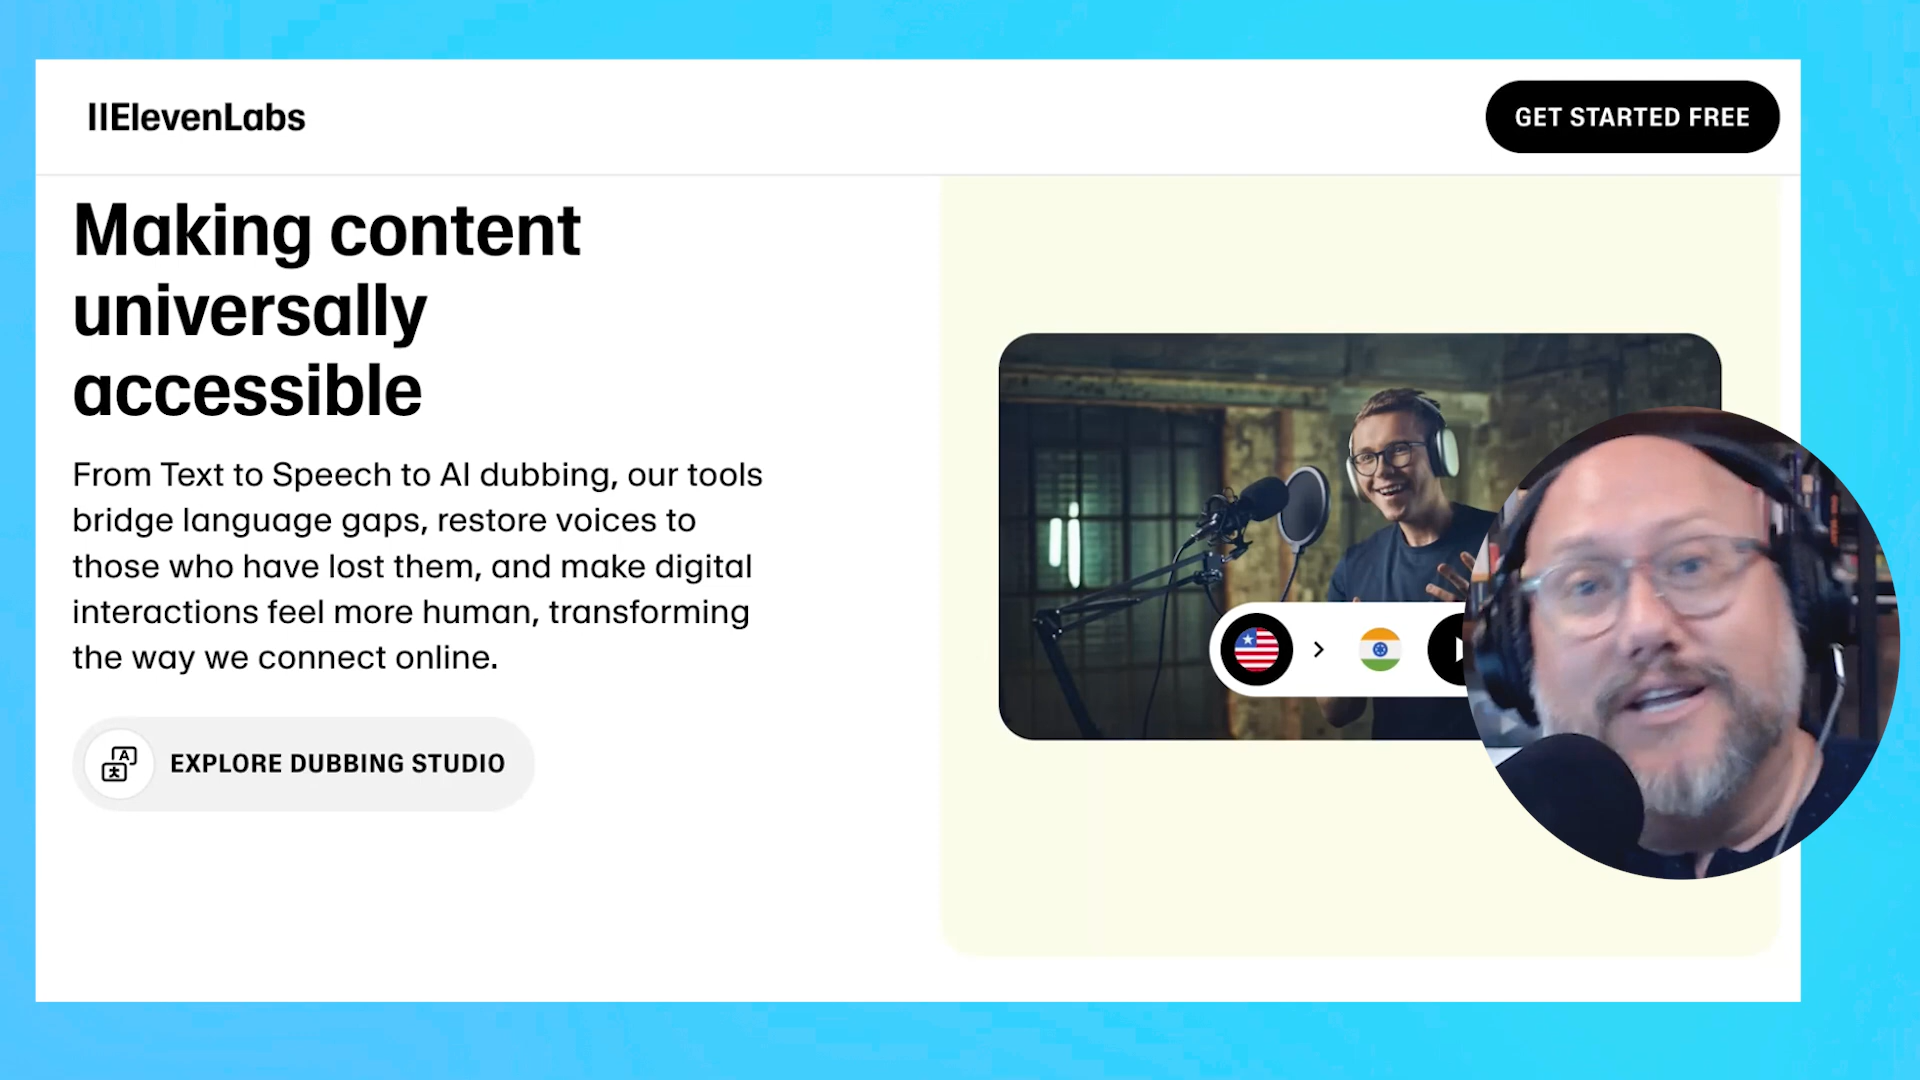 IIElevenLabs
GET STARTED FREE
Making content
universally
accessible
From Text to Speech to AI dubbing, our tools
bridge language gaps, restore voices to
those who have lost them, and make digital
interactions feel more human, transforming
the way we connect online.
EXPLORE DUBBING STUDIO